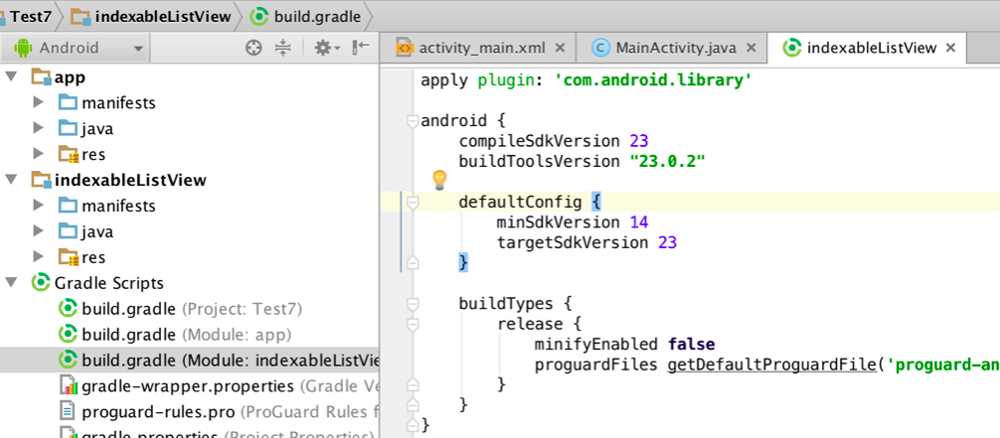 Test7 indexableListView build.gradle
Android
activity_main.xml MainActivity.java indexableListView
app
manifests
java
res
indexableListView
manifests
java
res
Gradle Scripts
build.gradle (Project: Test7)
build.gradle (Module: app)
build.gradle (Module: indexableListVie
gradle-wrapper.properties (Gradle Ve
proguard-rules.pro (ProGuard Rules f
gradle.properties (Project Properties)
apply plugin: 'com.android.library'
android {
compileSdkVersion 23
buildToolsVersion "23.0.2"
defaultConfig {
minSdkVersion 14
targetSdkVersion 23
}
buildTypes {
release {
minifyEnabled false
proguardFiles getDefaultProguardFile('proguard-an
}
}
}